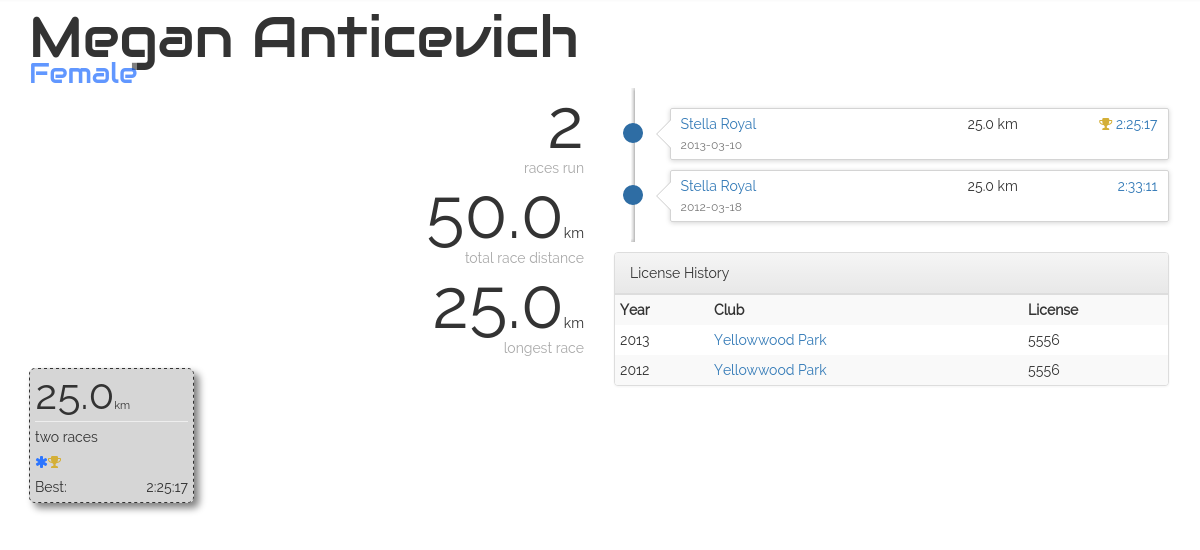 Megan Anticevich
Female
2
races run
50.0 km
total race distance
25.0 km
longest race
25.0 km
two races
Best: 2:25:17
Stella Royal 25.0 km 2:25:17
2013-03-10
Stella Royal 25.0 km 2:33:11
2012-03-18
License History
Year Club License
2013 Yellowwood Park 5556
2012 Yellowwood Park 5556